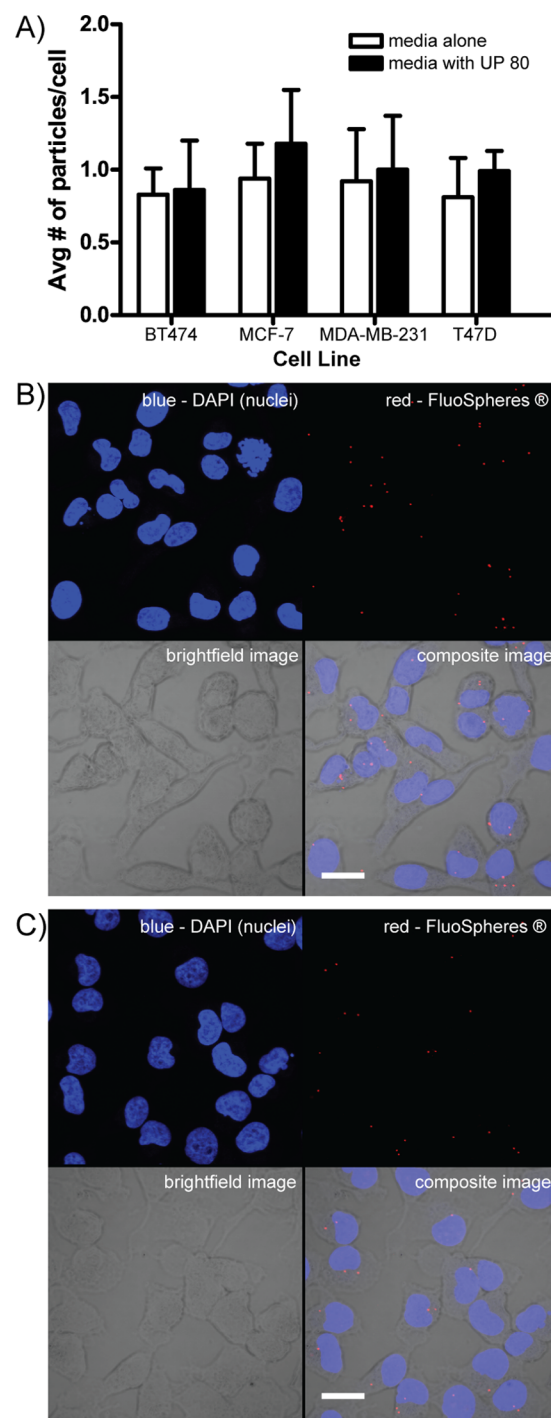 A)
2.0
1.5
1.0
0.5
0.0
Avg # of particles/cell
media alone
media with UP 80
BT474 MCF-7 MDA-MB-231 T47D
Cell Line
B)
blue - DAPI (nuclei)
red - FluoSpheres ®
brightfield image
composite image
C)
blue - DAPI (nuclei)
red - FluoSpheres ®
brightfield image
composite image